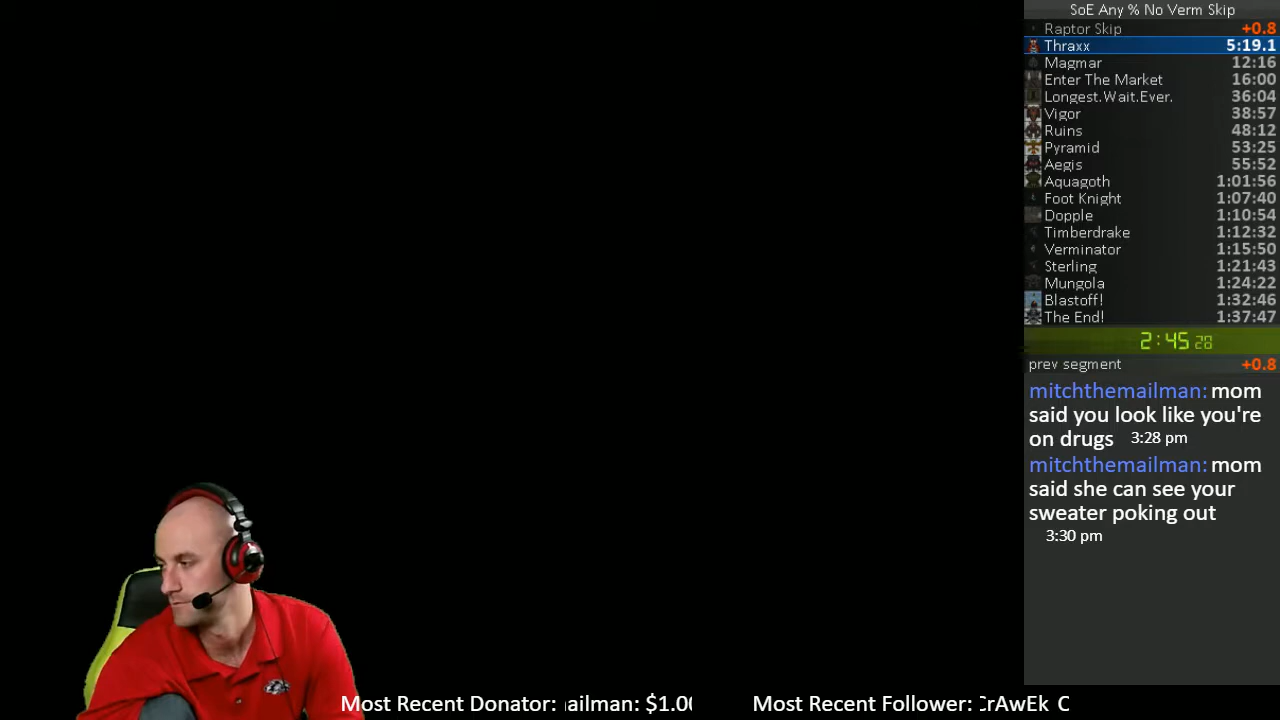 SoE Any % No Verm Skip
Raptor Skip +0.8
Thraxx 5:19.1
Magmar 12:16
Enter The Market 16:00
Longest.Wait.Ever. 36:04
Vigor 38:57
Ruins 48:12
Pyramid 53:25
Aegis 55:52
Aquagoth 1:01:56
Foot Knight 1:07:40
Dopple 1:10:54
Timberdrake 1:12:32
Verminator 1:15:50
Sterling 1:21:43
Mungola 1:24:22
Blastoff! 1:32:46
The End! 1:37:47
2:45 28
prev segment +0.8
mitchthemailman: mom
said you look like you're
on drugs 3:28 pm
mitchthemailman: mom
said she can see your
sweater poking out
3:30 pm
Most Recent Donator: ailman: $1.00 Most Recent Follower: CrAwEk C